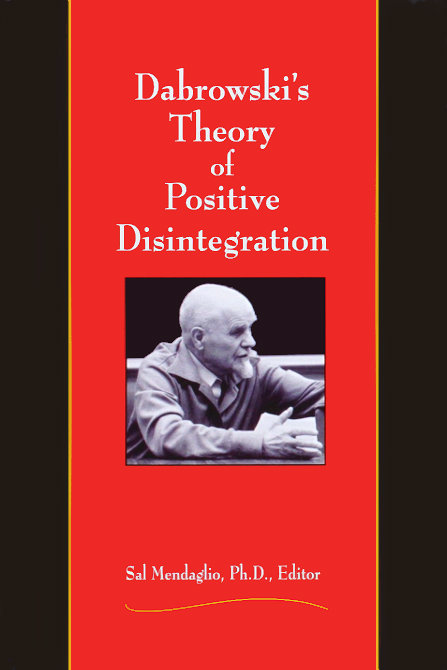 Dabrowski's
Theory
of
Positive
Disintegration
Sal Mendaglio, Ph.D., Editor